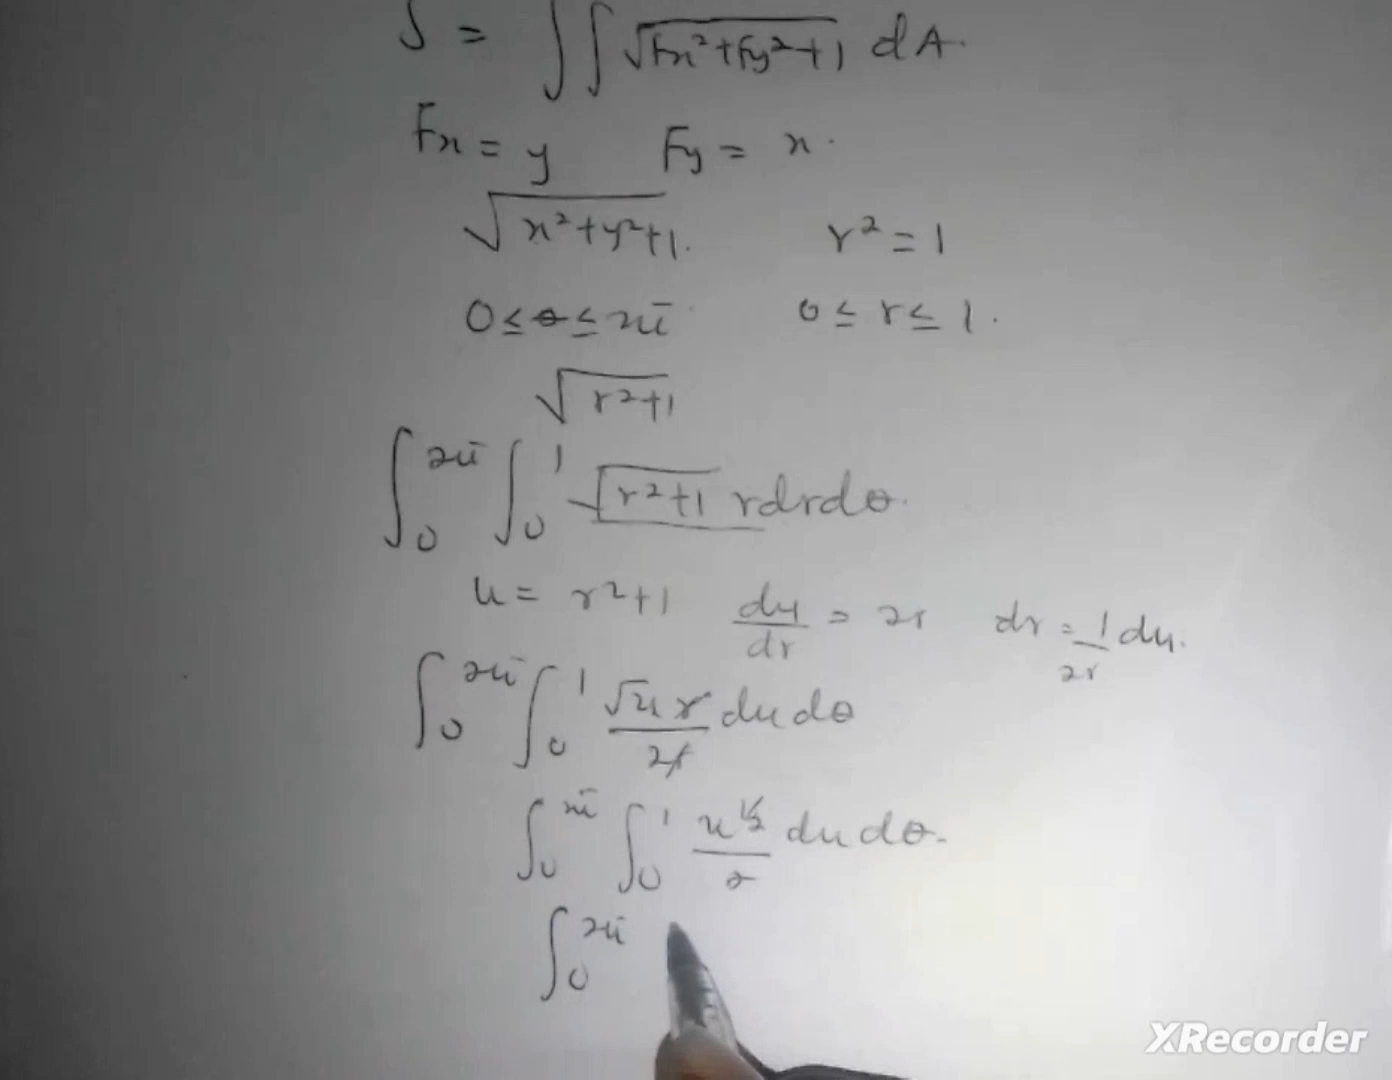 S = ∫∫ √Fx²+Fy²+1 dA.
Fx = y Fy = x.
√x²+y²+1. r² = 1
0≤θ≤2π 0≤r≤1.
√r²+1
∫₀^2π ∫₀^1 √r²+1 rdrdθ.
u = r²+1 du/dr = 2r dr = 1/2r du.
∫₀^2π ∫₀^1 √u r/2r du dθ
∫₀^2π ∫₀^1 u^½/2 du dθ.
∫₀^2π
XRecorder